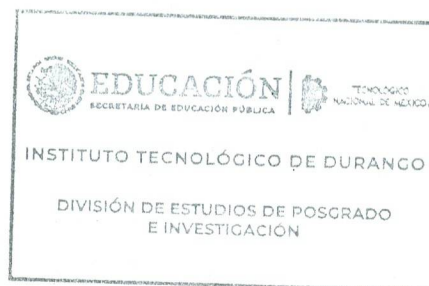 EDUCACIÓN
SECRETARÍA DE EDUCACIÓN PÚBLICA
TECNOLÓGICO
NACIONAL DE MÉXICO
INSTITUTO TECNOLÓGICO DE DURANGO
DIVISIÓN DE ESTUDIOS DE POSGRADO
E INVESTIGACIÓN